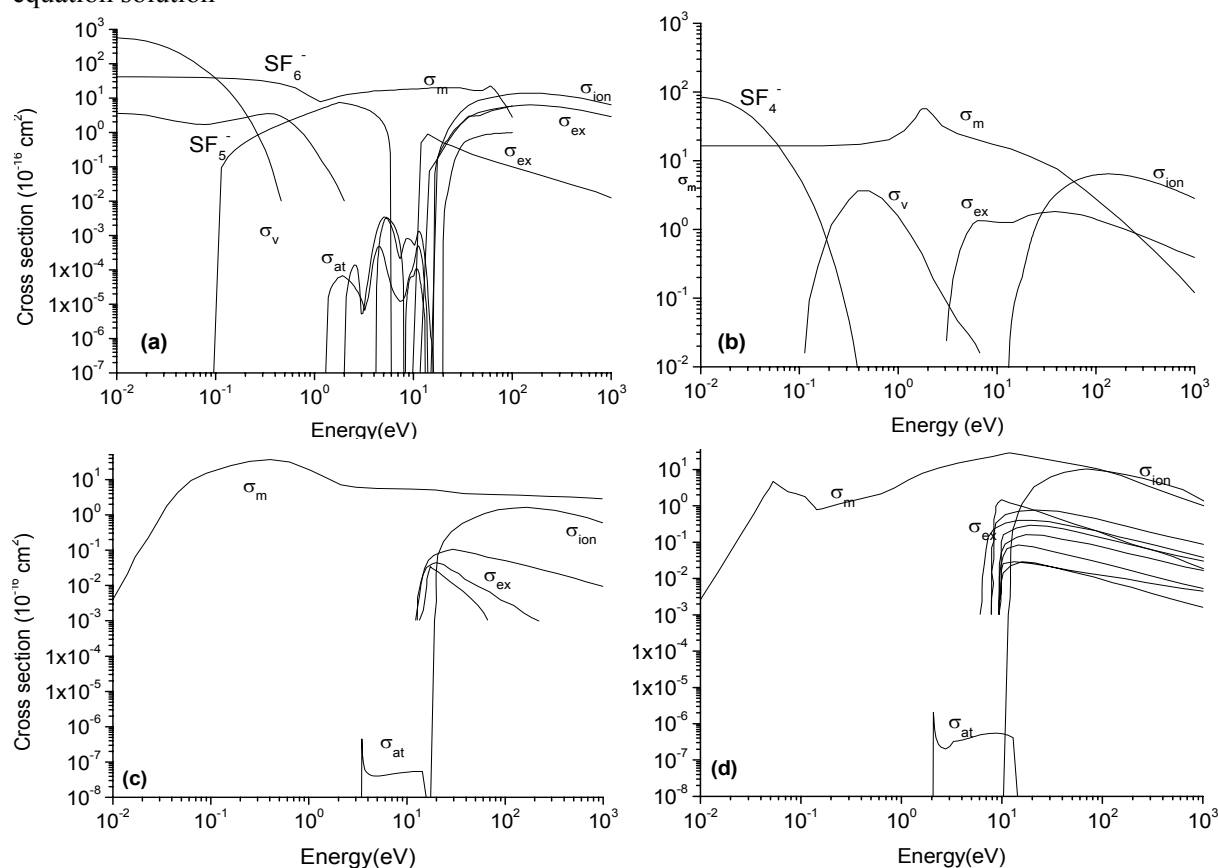 equation solution
10³
10²
10¹
10⁰
10⁻¹
10⁻²
10⁻³
1x10⁻⁴
1x10⁻⁵
10⁻⁶
10⁻⁷
Cross section (10⁻¹⁶ cm²)
SF₆⁻
σₘ
σᵢₒₙ
σₑₓ
SF₅⁻
σₑₓ
σᵥ
σₐₜ
(a)
10⁻² 10⁻¹ 10⁰ 10¹ 10² 10³
Energy(eV)
10³
10²
10¹
σₘ
10⁰
10⁻¹
10⁻²
SF₄⁻
σₘ
σᵢₒₙ
σᵥ
σₑₓ
(b)
10⁻² 10⁻¹ 10⁰ 10¹ 10² 10³
Energy (eV)
10¹
10⁰
10⁻¹
10⁻²
10⁻³
1x10⁻⁴
1x10⁻⁵
10⁻⁶
10⁻⁷
10⁻⁸
Cross section (10⁻¹⁶ cm²)
σₘ
σᵢₒₙ
σₑₓ
σₐₜ
(c)
10⁻² 10⁻¹ 10⁰ 10¹ 10² 10³
Energy(eV)
10¹
10⁰
10⁻¹
10⁻²
10⁻³
1x10⁻⁴
1x10⁻⁵
10⁻⁶
10⁻⁷
10⁻⁸
σₘ
σᵢₒₙ
σₑₓ
σₐₜ
(d)
10⁻² 10⁻¹ 10⁰ 10¹ 10² 10³
Energy(eV)